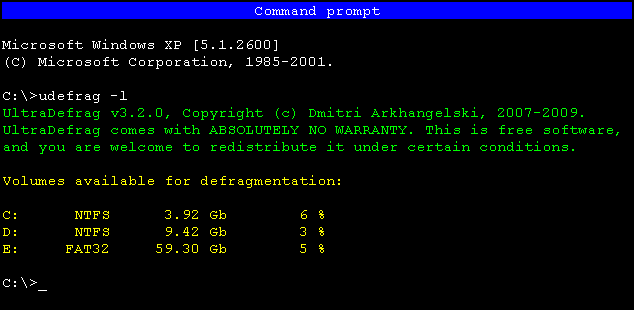 Command prompt
Microsoft Windows XP [5.1.2600]
(C) Microsoft Corporation, 1985-2001.
C:\>udefrag -l
UltraDefrag v3.2.0, Copyright (c) Dmitri Arkhangelski, 2007-2009.
UltraDefrag comes with ABSOLUTELY NO WARRANTY. This is free software,
and you are welcome to redistribute it under certain conditions.
Volumes available for defragmentation:
C: NTFS 3.92 Gb 6 %
D: NTFS 9.42 Gb 3 %
E: FAT32 59.30 Gb 5 %
C:\>_